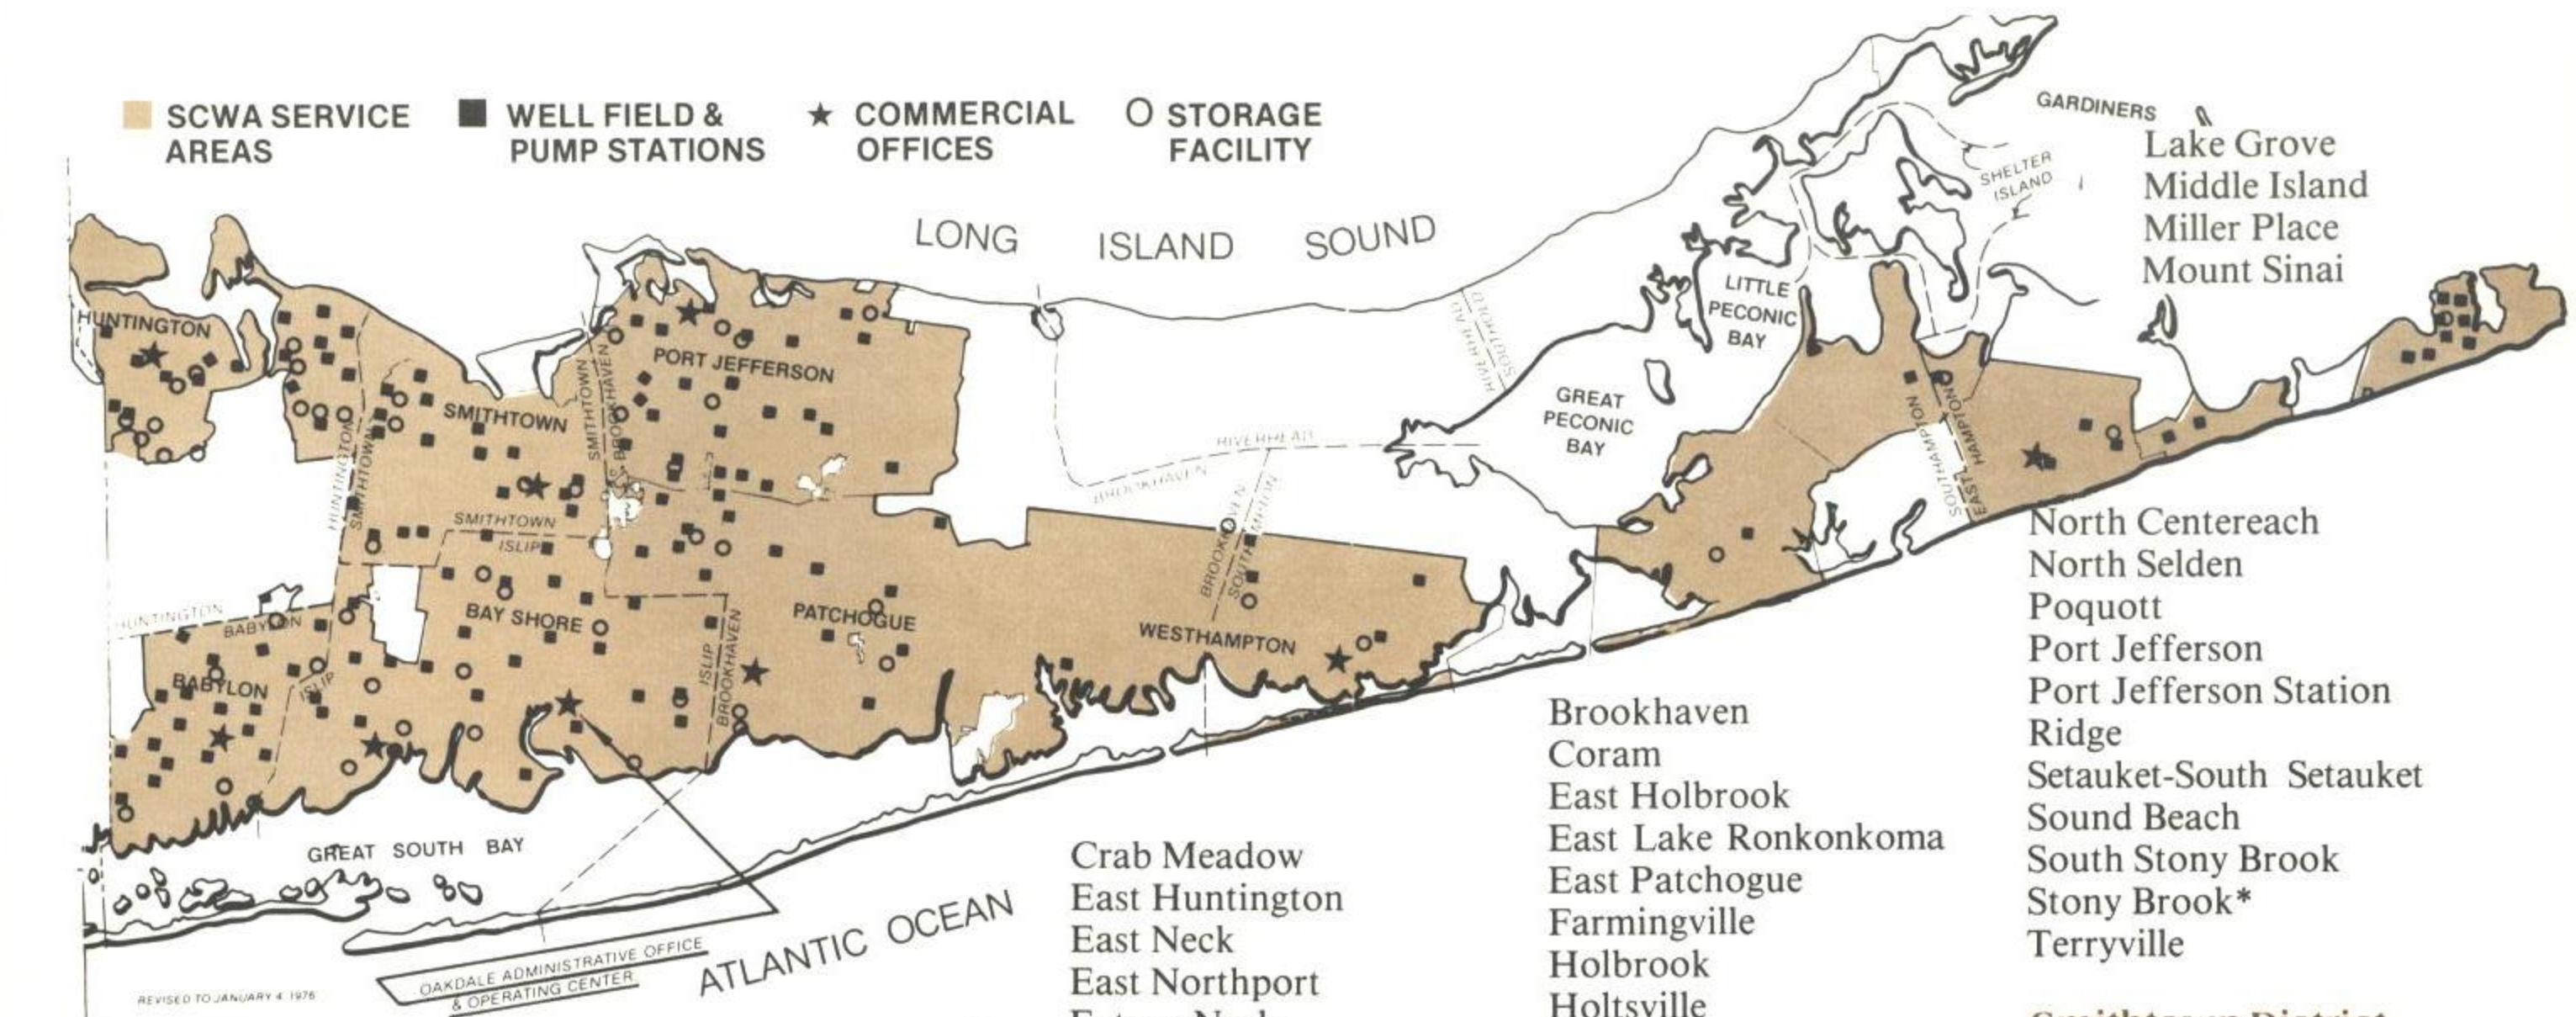 SCWA SERVICE
AREAS
WELL FIELD &
PUMP STATIONS
COMMERCIAL
OFFICES
STORAGE
FACILITY
GARDINERS
Lake Grove
Middle Island
Miller Place
Mount Sinai
SHELTER
ISLAND
LONG ISLAND SOUND
HUNTINGTON
PORT JEFFERSON
SMITHTOWN
SMITHTOWN
BROOKHAVEN
HUNTINGTON
SMITHTOWN
SMITHTOWN
ISLIP
RIVERHEAD
SOUTHOLD
LITTLE
PECONIC
BAY
GREAT
PECONIC
BAY
RIVERHEAD
BROOKHAVEN
BROOKHAVEN
SOUTHAMPTON
SOUTHAMPTON
EAST HAMPTON
HUNTINGTON
BABYLON
BABYLON
ISLIP
BAY SHORE
ISLIP
BROOKHAVEN
PATCHOGUE
WESTHAMPTON
North Centereach
North Selden
Poquott
Port Jefferson
Port Jefferson Station
Ridge
Setauket-South Setauket
Sound Beach
South Stony Brook
Stony Brook*
Terryville
Brookhaven
Coram
East Holbrook
East Lake Ronkonkoma
East Patchogue
Farmingville
Holbrook
Holtsville
Crab Meadow
East Huntington
East Neck
East Northport
GREAT SOUTH BAY
ATLANTIC OCEAN
OAKDALE ADMINISTRATIVE OFFICE
& OPERATING CENTER
REVISED TO JANUARY 4 1976
Smithtown District